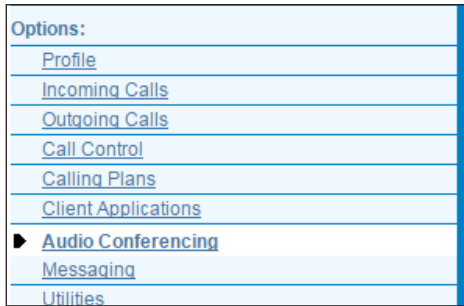 Options:
Profile
Incoming Calls
Outgoing Calls
Call Control
Calling Plans
Client Applications
Audio Conferencing
Messaging
Utilities